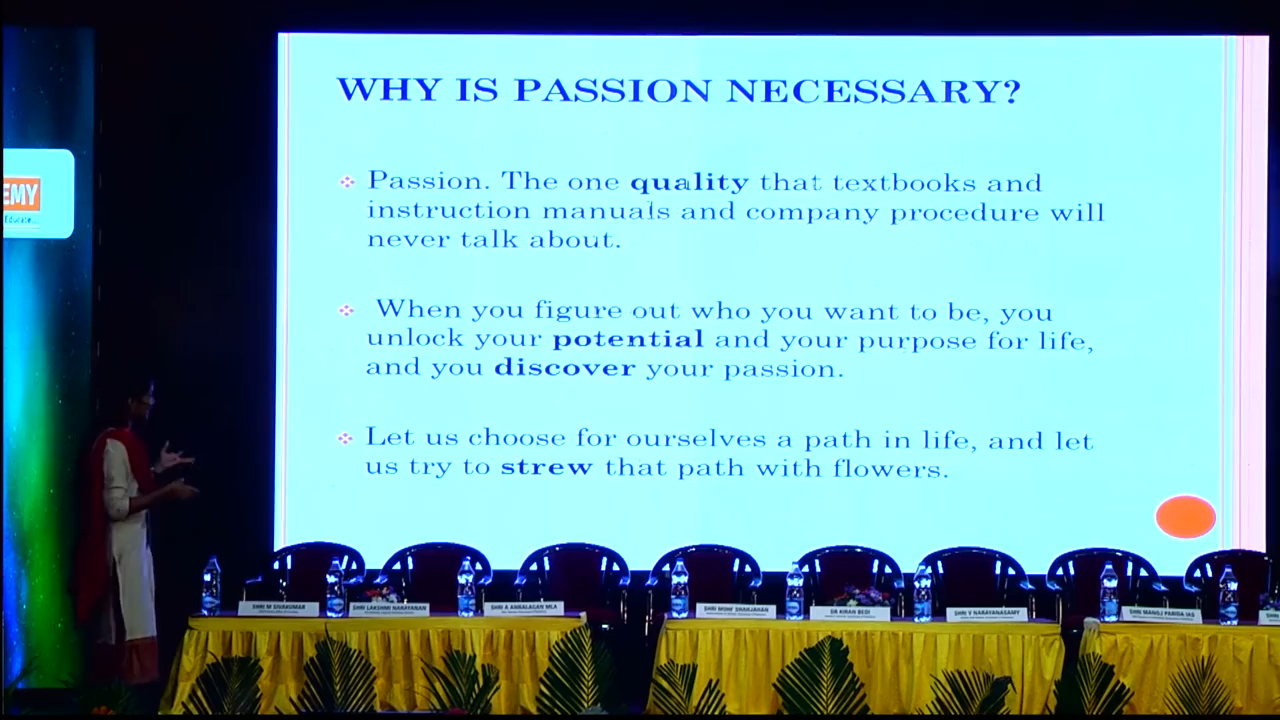 WHY IS PASSION NECESSARY?
Passion. The one quality that textbooks and
instruction manuals and company procedure will
never talk about.
When you figure out who you want to be, you
unlock your potential and your purpose for life,
and you discover your passion.
Let us choose for ourselves a path in life, and let
us try to strew that path with flowers.
EMY
Educate...
SHRI M SIVAKUMAR
SHRI LAKSHMI NARAYANAN
SHRI A ANBALAGAN MLA
SHRI MOHF SHAHJAHAN
DR KIRAN BEDI
SHRI V NARAYANASAMY
SHRI MANOJ PARIDA IAS